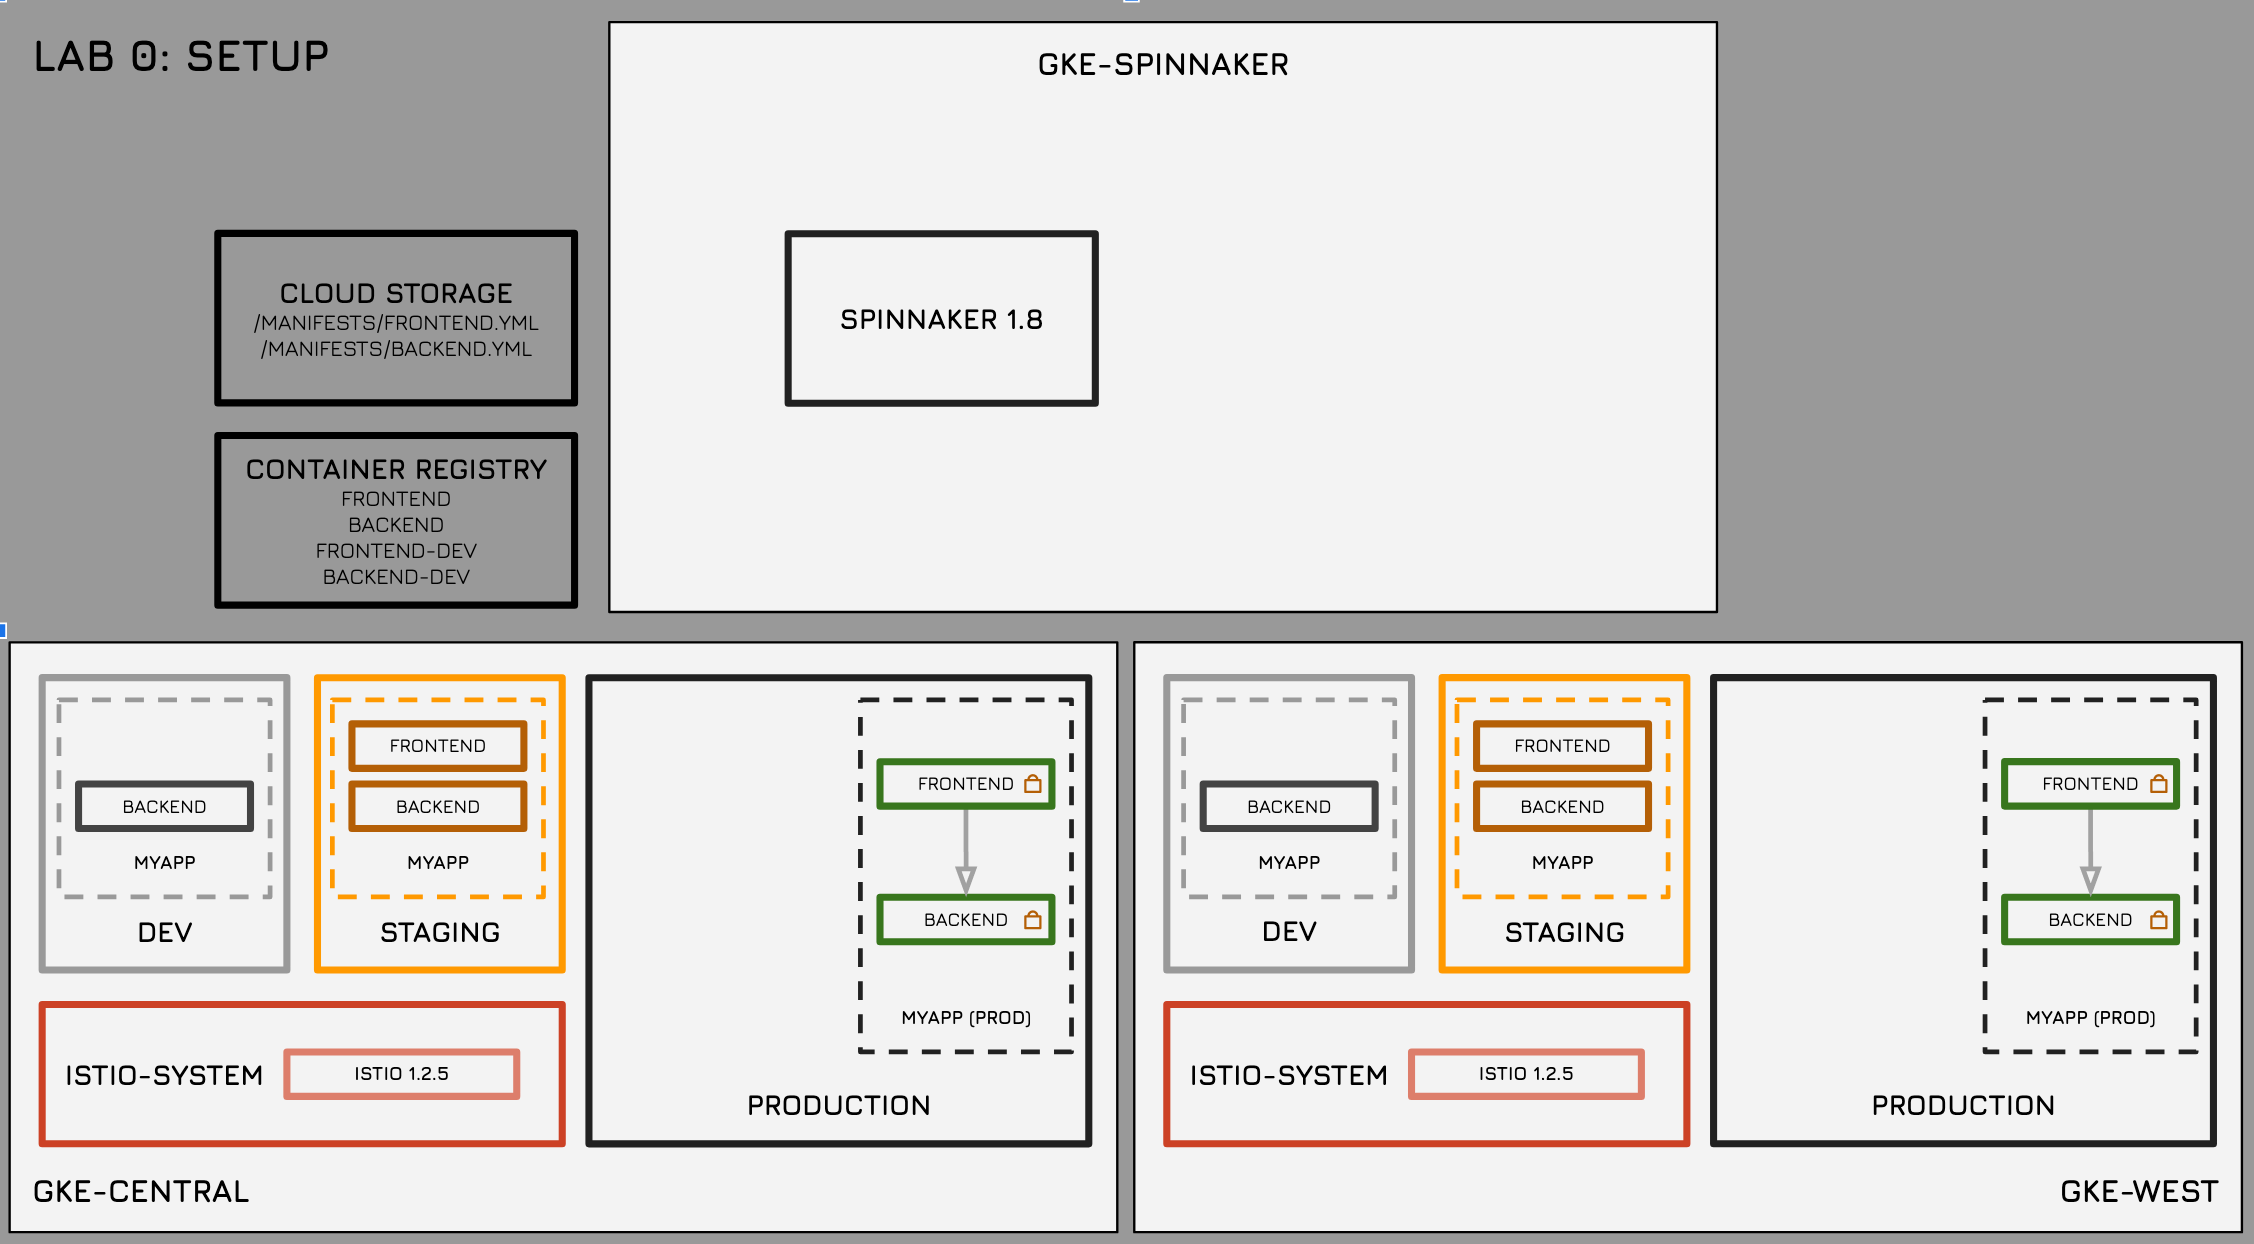 LAB 0: SETUP
GKE-SPINNAKER
CLOUD STORAGE
/MANIFESTS/FRONTEND.YML
/MANIFESTS/BACKEND.YML
SPINNAKER 1.8
CONTAINER REGISTRY
FRONTEND
BACKEND
FRONTEND-DEV
BACKEND-DEV
BACKEND
MYAPP
DEV
FRONTEND
BACKEND
MYAPP
STAGING
FRONTEND
BACKEND
MYAPP (PROD)
PRODUCTION
ISTIO-SYSTEM
ISTIO 1.2.5
GKE-CENTRAL
BACKEND
MYAPP
DEV
FRONTEND
BACKEND
MYAPP
STAGING
FRONTEND
BACKEND
MYAPP (PROD)
PRODUCTION
ISTIO-SYSTEM
ISTIO 1.2.5
GKE-WEST